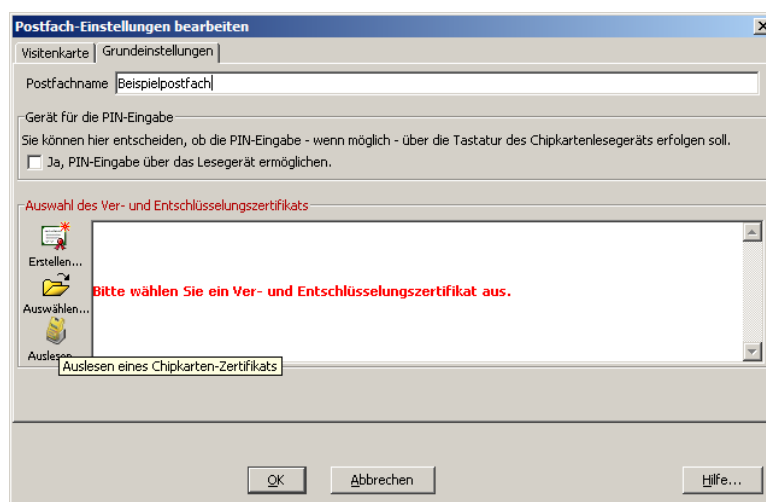 Postfach-Einstellungen bearbeiten
Visitenkarte
Grundeinstellungen
Postfachname
Beispielpostfach
Gerät für die PIN-Eingabe
Sie können hier entscheiden, ob die PIN-Eingabe - wenn möglich - über die Tastatur des Chipkartenlesegeräts erfolgen soll.
Ja, PIN-Eingabe über das Lesegerät ermöglichen.
Auswahl des Ver- und Entschlüsselungszertifikats
Erstellen...
Bitte wählen Sie ein Ver- und Entschlüsselungszertifikat aus.
Auswählen...
Auslesen...
Auslesen eines Chipkarten-Zertifikats
OK
Abbrechen
Hilfe...